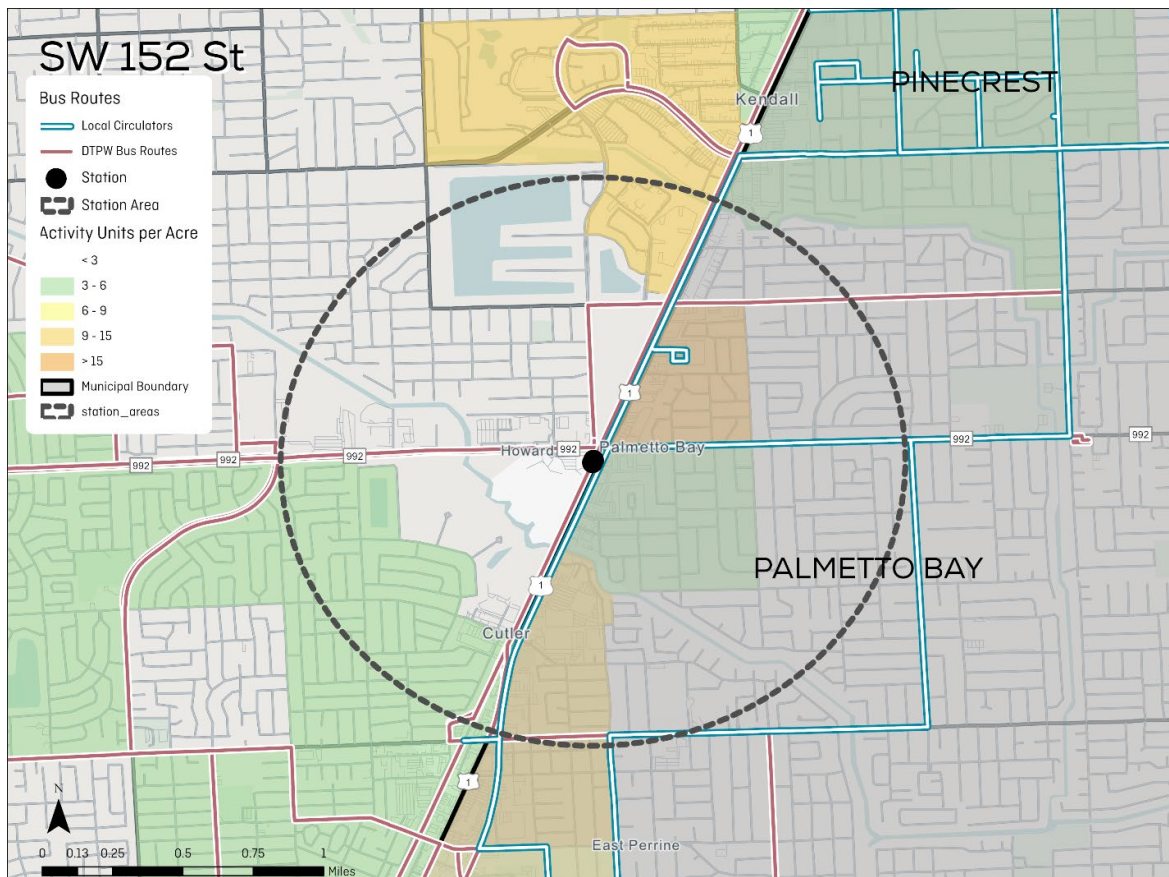 SW 152 St
Bus Routes
Local Circulators
DTPW Bus Routes
Station
Station Area
Activity Units per Acre
< 3
3 - 6
6 - 9
9 - 15
> 15
Municipal Boundary
station_areas
PINECREST
Kendall
1
1
992
992
992
Howard
992
Palmetto Bay
992
992
PALMETTO BAY
1
Cutler
1
East Perrine
N
0 0.13 0.25 0.5 0.75 1
Miles